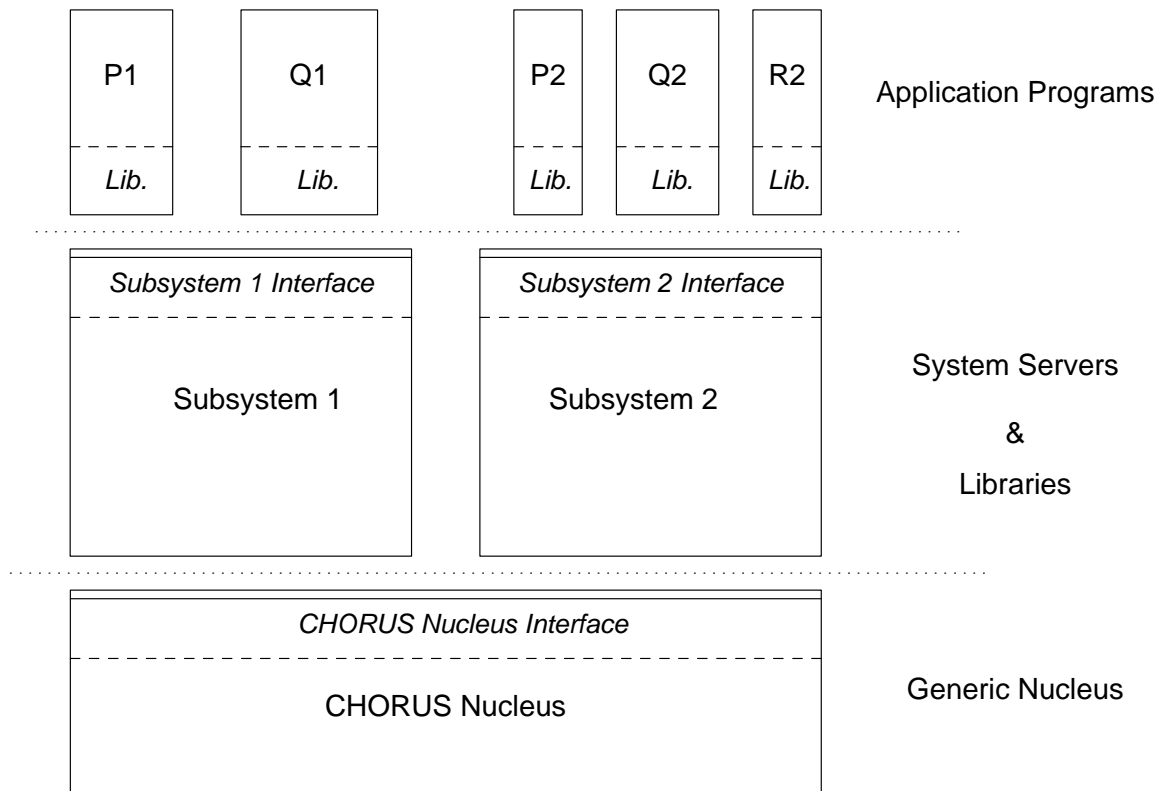 P1 Q1 P2 Q2 R2
Application Programs
Lib. Lib. Lib. Lib. Lib.
Subsystem 1 Interface Subsystem 2 Interface
Subsystem 1 Subsystem 2
System Servers
&
Libraries
CHORUS Nucleus Interface
CHORUS Nucleus
Generic Nucleus